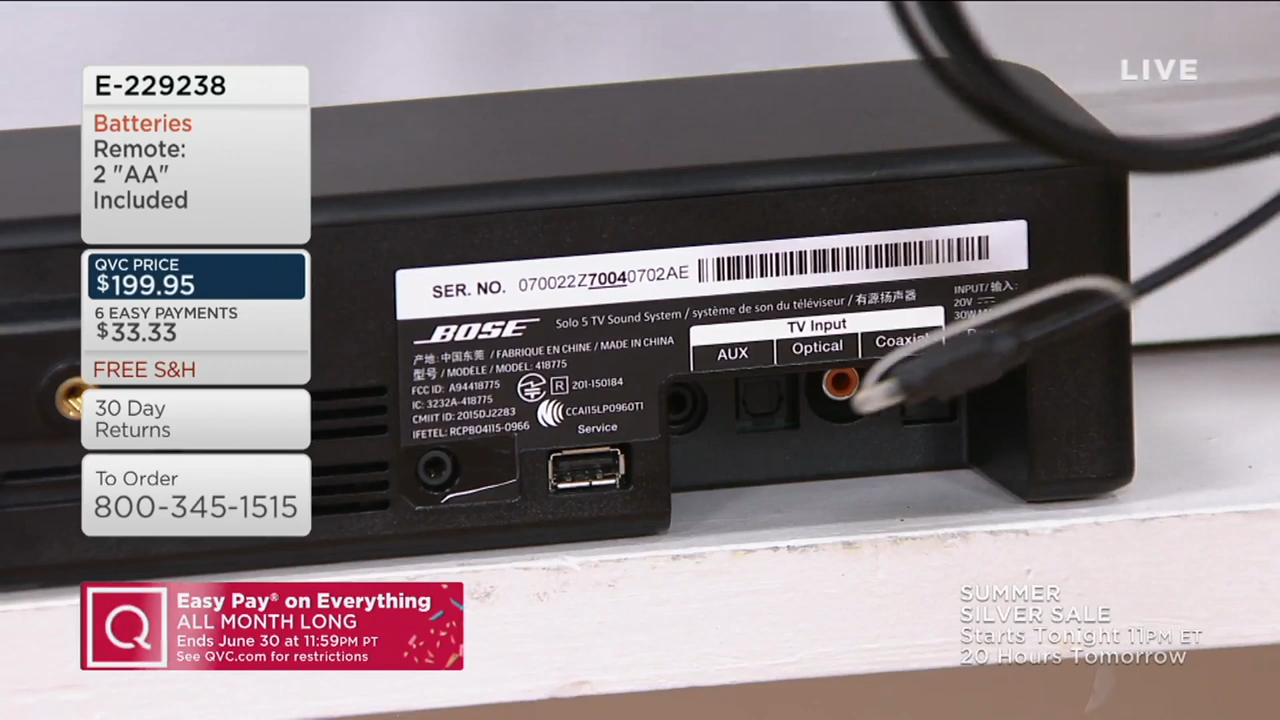 E-229238
Batteries
Remote:
2 "AA"
Included
QVC PRICE
$199.95
6 EASY PAYMENTS
$33.33
FREE S&H
30 Day
Returns
To Order
800-345-1515
LIVE
SER. NO. 070022Z70040702AE
BOSE
Solo 5 TV Sound System / système de son du téléviseur / 有源扬声器
产地: 中国东莞 / FABRIQUE EN CHINE / MADE IN CHINA
型号 / MODÈLE / MODEL: 418775
FCC ID: A94418775
IC: 3232A-418775
CMIIT ID: 2015DJ2283
IFETEL: RCPBO4115-0966
R 201-150184
CCAI15LP0960T1
Service
TV Input
AUX
Optical
Coaxial
INPUT/输入:
20V
30W
Q
Easy Pay® on Everything
ALL MONTH LONG
Ends June 30 at 11:59PM PT
See QVC.com for restrictions
SUMMER
SILVER SALE
Starts Tonight 11PM ET
20 Hours Tomorrow